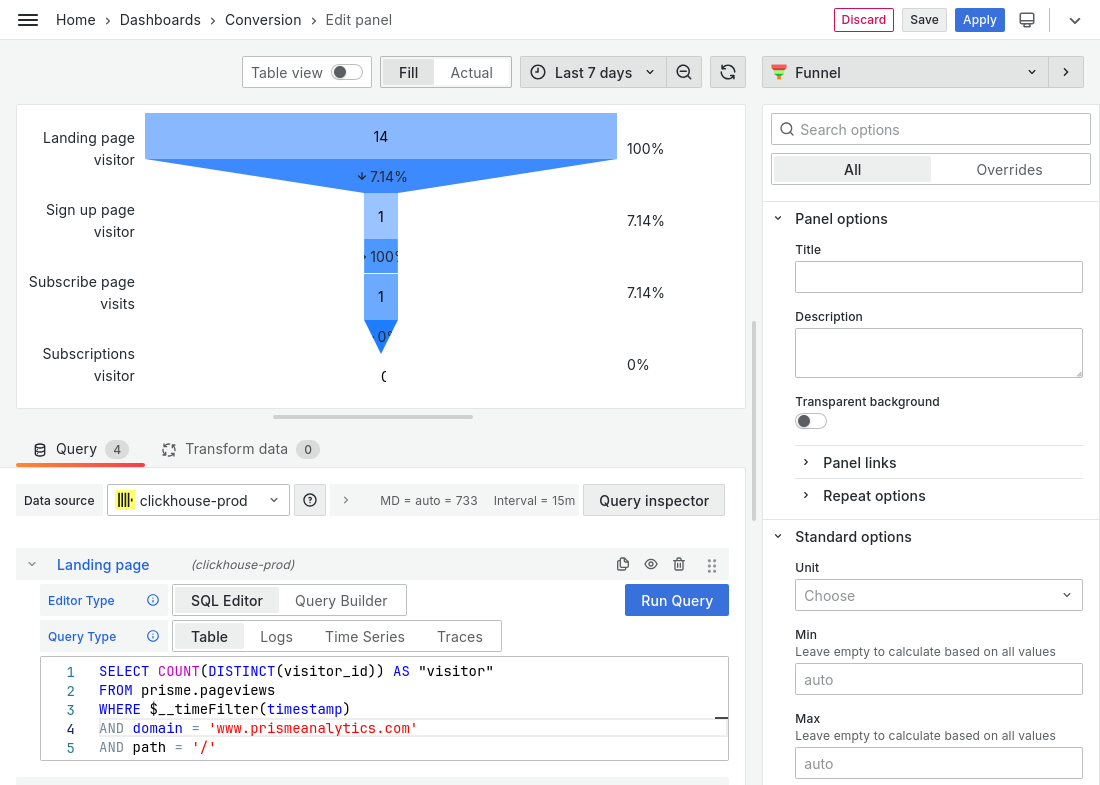 Home › Dashboards › Conversion › Edit panel
Discard
Save
Apply
Table view
Fill
Actual
Last 7 days
Funnel
Landing page
visitor
14
100%
7.14%
Sign up page
visitor
1
7.14%
100%
Subscribe page
visits
1
7.14%
0%
Subscriptions
visitor
0
0%
Search options
All
Overrides
Panel options
Title
Description
Transparent background
Panel links
Repeat options
Standard options
Unit
Choose
Min
Leave empty to calculate based on all values
auto
Max
Leave empty to calculate based on all values
auto
Query 4
Transform data 0
Data source
clickhouse-prod
MD = auto = 733
Interval = 15m
Query inspector
Landing page
(clickhouse-prod)
Editor Type
SQL Editor
Query Builder
Run Query
Query Type
Table
Logs
Time Series
Traces
1 SELECT COUNT(DISTINCT(visitor_id)) AS "visitor"
2 FROM prisme.pageviews
3 WHERE $__timeFilter(timestamp)
4 AND domain = 'www.prismeanalytics.com'
5 AND path = '/'